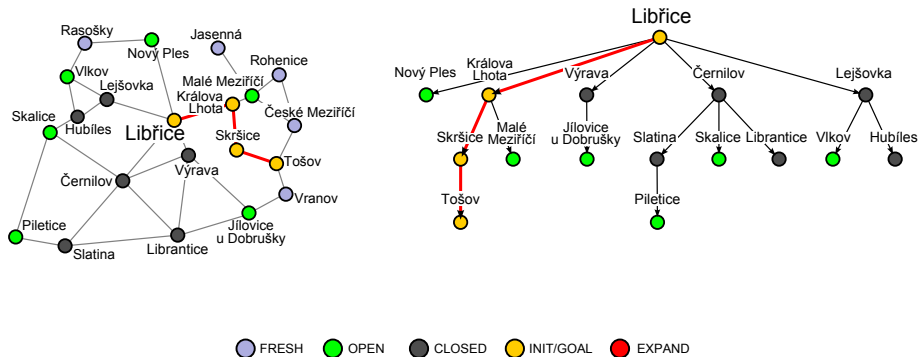 Rasošky
Nový Ples
Jasenná
Rohenice
Vlkov
Lejšovka
Malé Meziříčí
Králova
Lhota
České Meziříčí
Skalice
Hubíles
Libřice
Skršice
Tošov
Výrava
Černilov
Vranov
Piletice
Slatina
Librantice
Jílovice
u Dobrušky
Libřice
Nový Ples
Králova
Lhota
Výrava
Černilov
Lejšovka
Skršice
Malé
Meziříčí
Jílovice
u Dobrušky
Slatina
Skalice
Librantice
Vlkov
Hubíles
Tošov
Piletice
FRESH
OPEN
CLOSED
INIT/GOAL
EXPAND